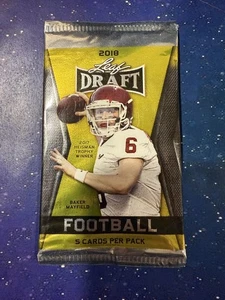 2018
Leaf
DRAFT
2017
HEISMAN
TROPHY
WINNER
6
BAKER
MAYFIELD
FOOTBALL
5 CARDS PER PACK